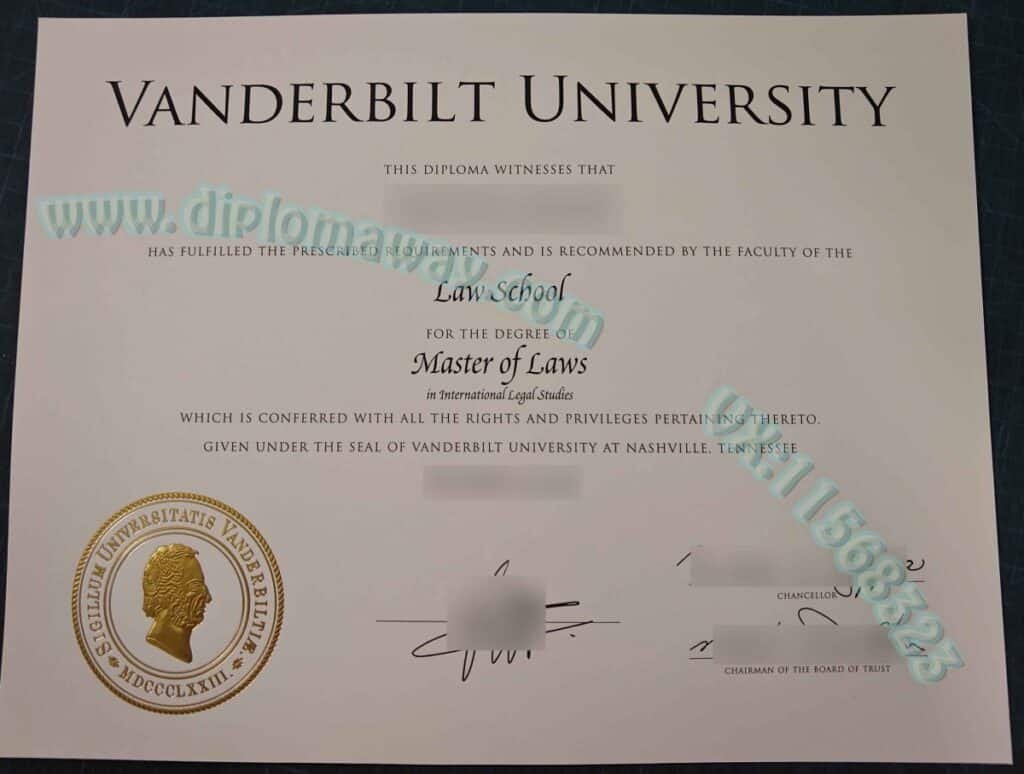 VANDERBILT UNIVERSITY
THIS DIPLOMA WITNESSES THAT
www.diplomaway.com
HAS FULFILLED THE PRESCRIBED REQUIREMENTS AND IS RECOMMENDED BY THE FACULTY OF THE
Law School
FOR THE DEGREE OF
Master of Laws
in International Legal Studies
WHICH IS CONFERRED WITH ALL THE RIGHTS AND PRIVILEGES PERTAINING THERETO.
GIVEN UNDER THE SEAL OF VANDERBILT UNIVERSITY AT NASHVILLE, TENNESSEE
VX:11568323
SIGILLUM UNIVERSITATIS VANDERBILTIÆ.
MDCCCLXXIII.
CHANCELLOR
CHAIRMAN OF THE BOARD OF TRUST